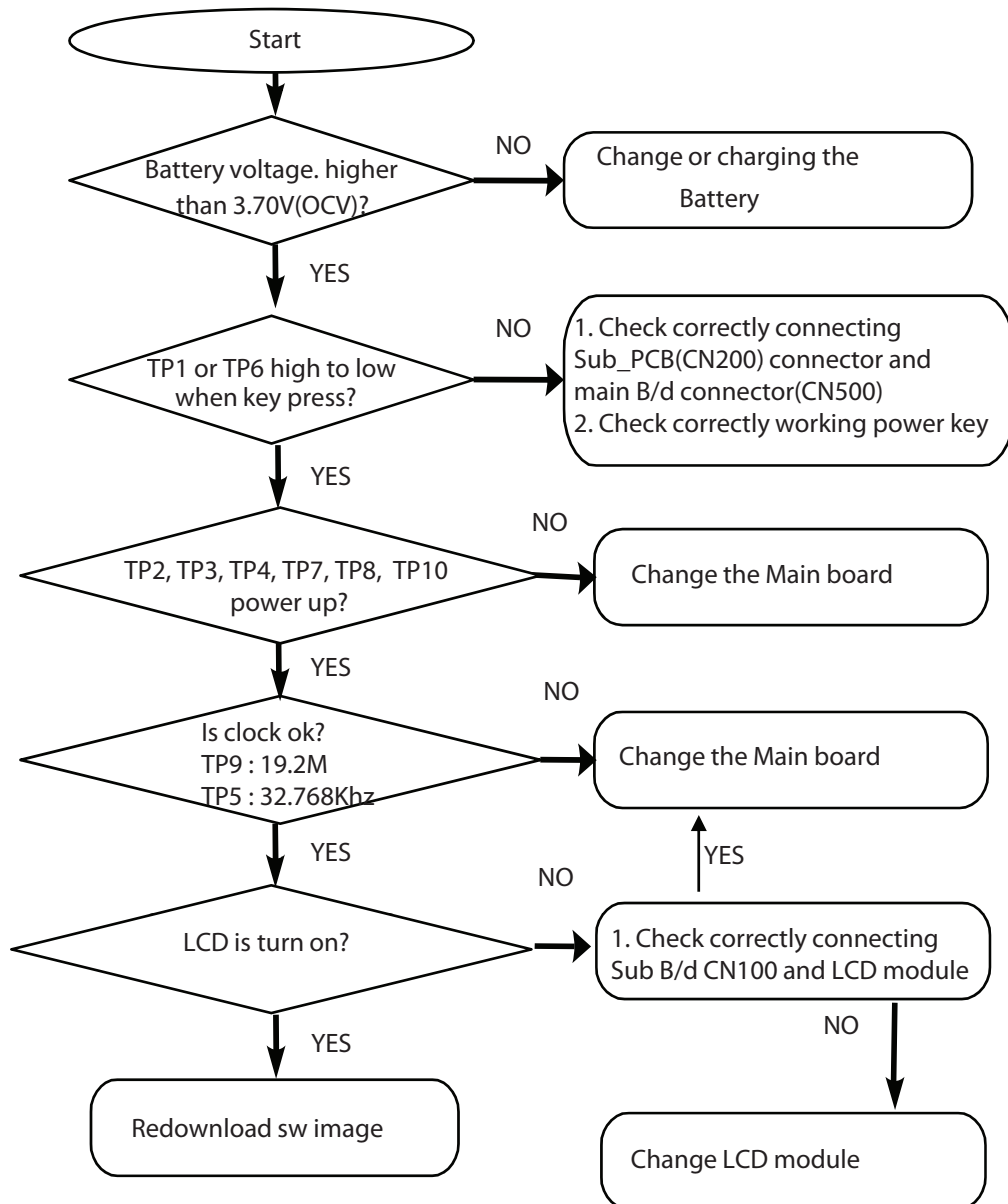 Start
Battery voltage. higher
than 3.70V(OCV)?
NO
Change or charging the
Battery
YES
TP1 or TP6 high to low
when key press?
NO
1. Check correctly connecting
Sub_PCB(CN200) connector and
main B/d connector(CN500)
2. Check correctly working power key
YES
TP2, TP3, TP4, TP7, TP8, TP10
power up?
NO
Change the Main board
YES
Is clock ok?
TP9 : 19.2M
TP5 : 32.768Khz
NO
Change the Main board
YES
YES
LCD is turn on?
NO
1. Check correctly connecting
Sub B/d CN100 and LCD module
NO
YES
Redownload sw image
Change LCD module